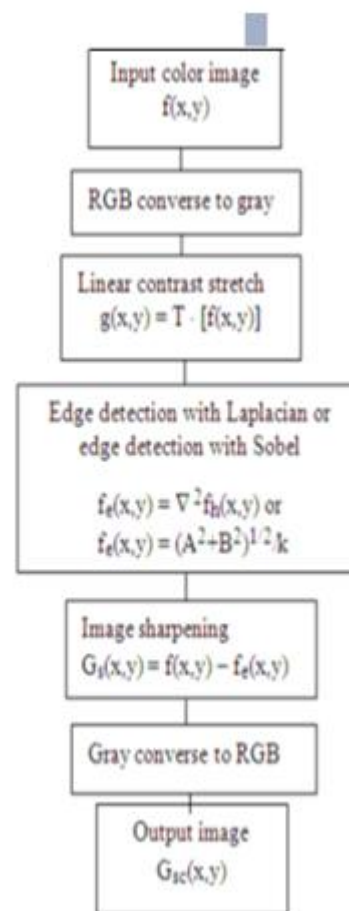 Input color image
f(x,y)
RGB converse to gray
Linear contrast stretch
g(x,y) = T · [f(x,y)]
Edge detection with Laplacian or
edge detection with Sobel
fₑ(x,y) = ∇²fₕ(x,y) or
fₑ(x,y) = (A²+B²)^1/2/k
Image sharpening
Gₛ(x,y) = f(x,y) − fₑ(x,y)
Gray converse to RGB
Output image
Gsc(x,y)